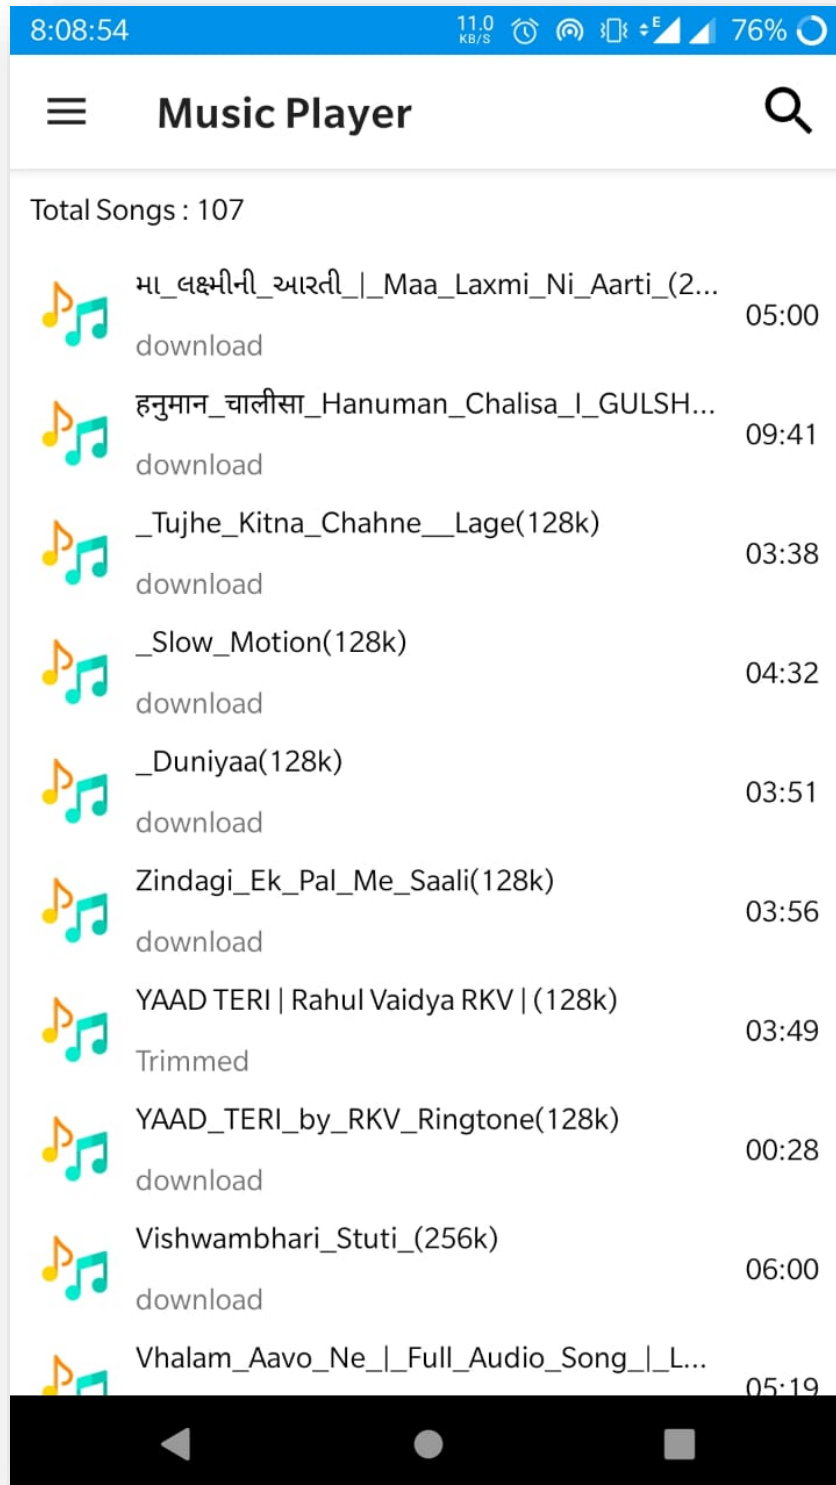 8:08:54
11.0 KB/S
E
76%
Music Player
Total Songs : 107
મા_લક્ષ્મીની_આરતી_|_Maa_Laxmi_Ni_Aarti_(2...
05:00
download
हनुमान_चालीसा_Hanuman_Chalisa_I_GULSH...
09:41
download
_Tujhe_Kitna_Chahne__Lage(128k)
03:38
download
_Slow_Motion(128k)
04:32
download
_Duniyaa(128k)
03:51
download
Zindagi_Ek_Pal_Me_Saali(128k)
03:56
download
YAAD TERI | Rahul Vaidya RKV | (128k)
03:49
Trimmed
YAAD_TERI_by_RKV_Ringtone(128k)
00:28
download
Vishwambhari_Stuti_(256k)
06:00
download
Vhalam_Aavo_Ne_|_Full_Audio_Song_|_L...
05:19